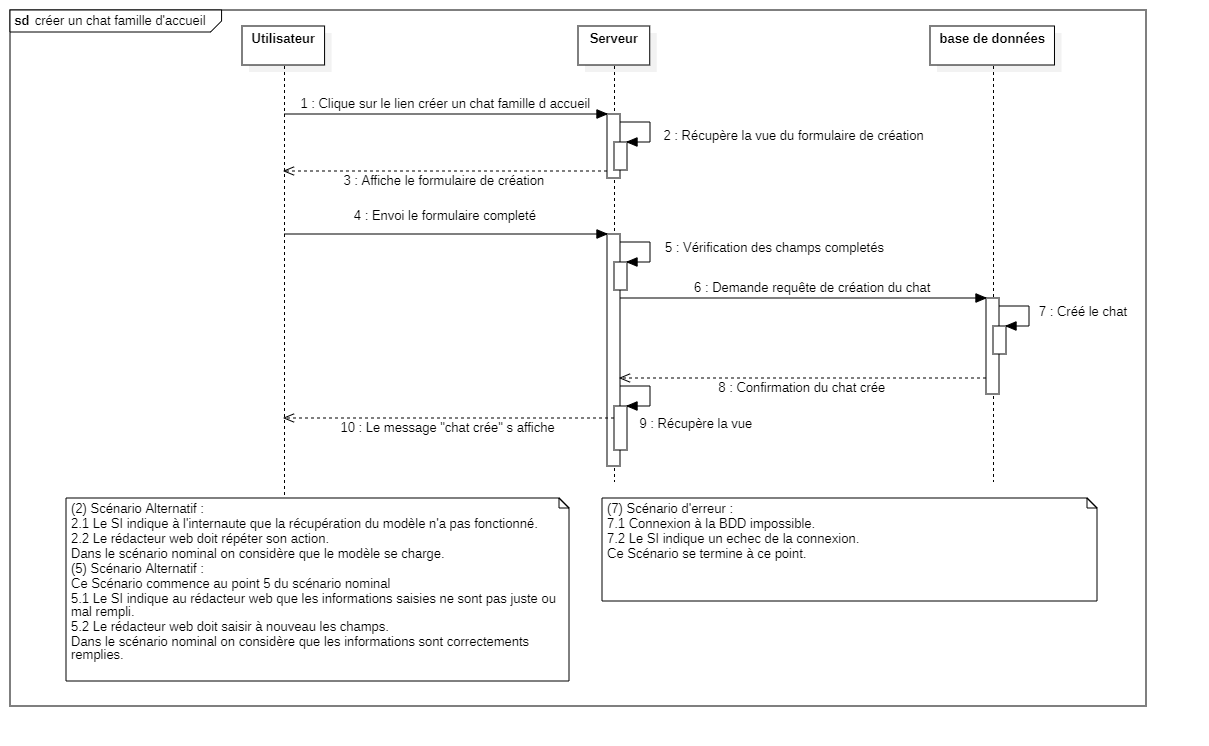 sd créer un chat famille d'accueil
Utilisateur
Serveur
base de données
1 : Clique sur le lien créer un chat famille d accueil
2 : Récupère la vue du formulaire de création
3 : Affiche le formulaire de création
4 : Envoi le formulaire completé
5 : Vérification des champs completés
6 : Demande requête de création du chat
7 : Créé le chat
8 : Confirmation du chat crée
9 : Récupère la vue
10 : Le message "chat crée" s affiche
(2) Scénario Alternatif :
2.1 Le SI indique à l'internaute que la récupération du modèle n'a pas fonctionné.
2.2 Le rédacteur web doit répéter son action.
Dans le scénario nominal on considère que le modèle se charge.
(5) Scénario Alternatif :
Ce Scénario commence au point 5 du scénario nominal
5.1 Le SI indique au rédacteur web que les informations saisies ne sont pas juste ou
mal rempli.
5.2 Le rédacteur web doit saisir à nouveau les champs.
Dans le scénario nominal on considère que les informations sont correctements
remplies.
(7) Scénario d'erreur :
7.1 Connexion à la BDD impossible.
7.2 Le SI indique un echec de la connexion.
Ce Scénario se termine à ce point.